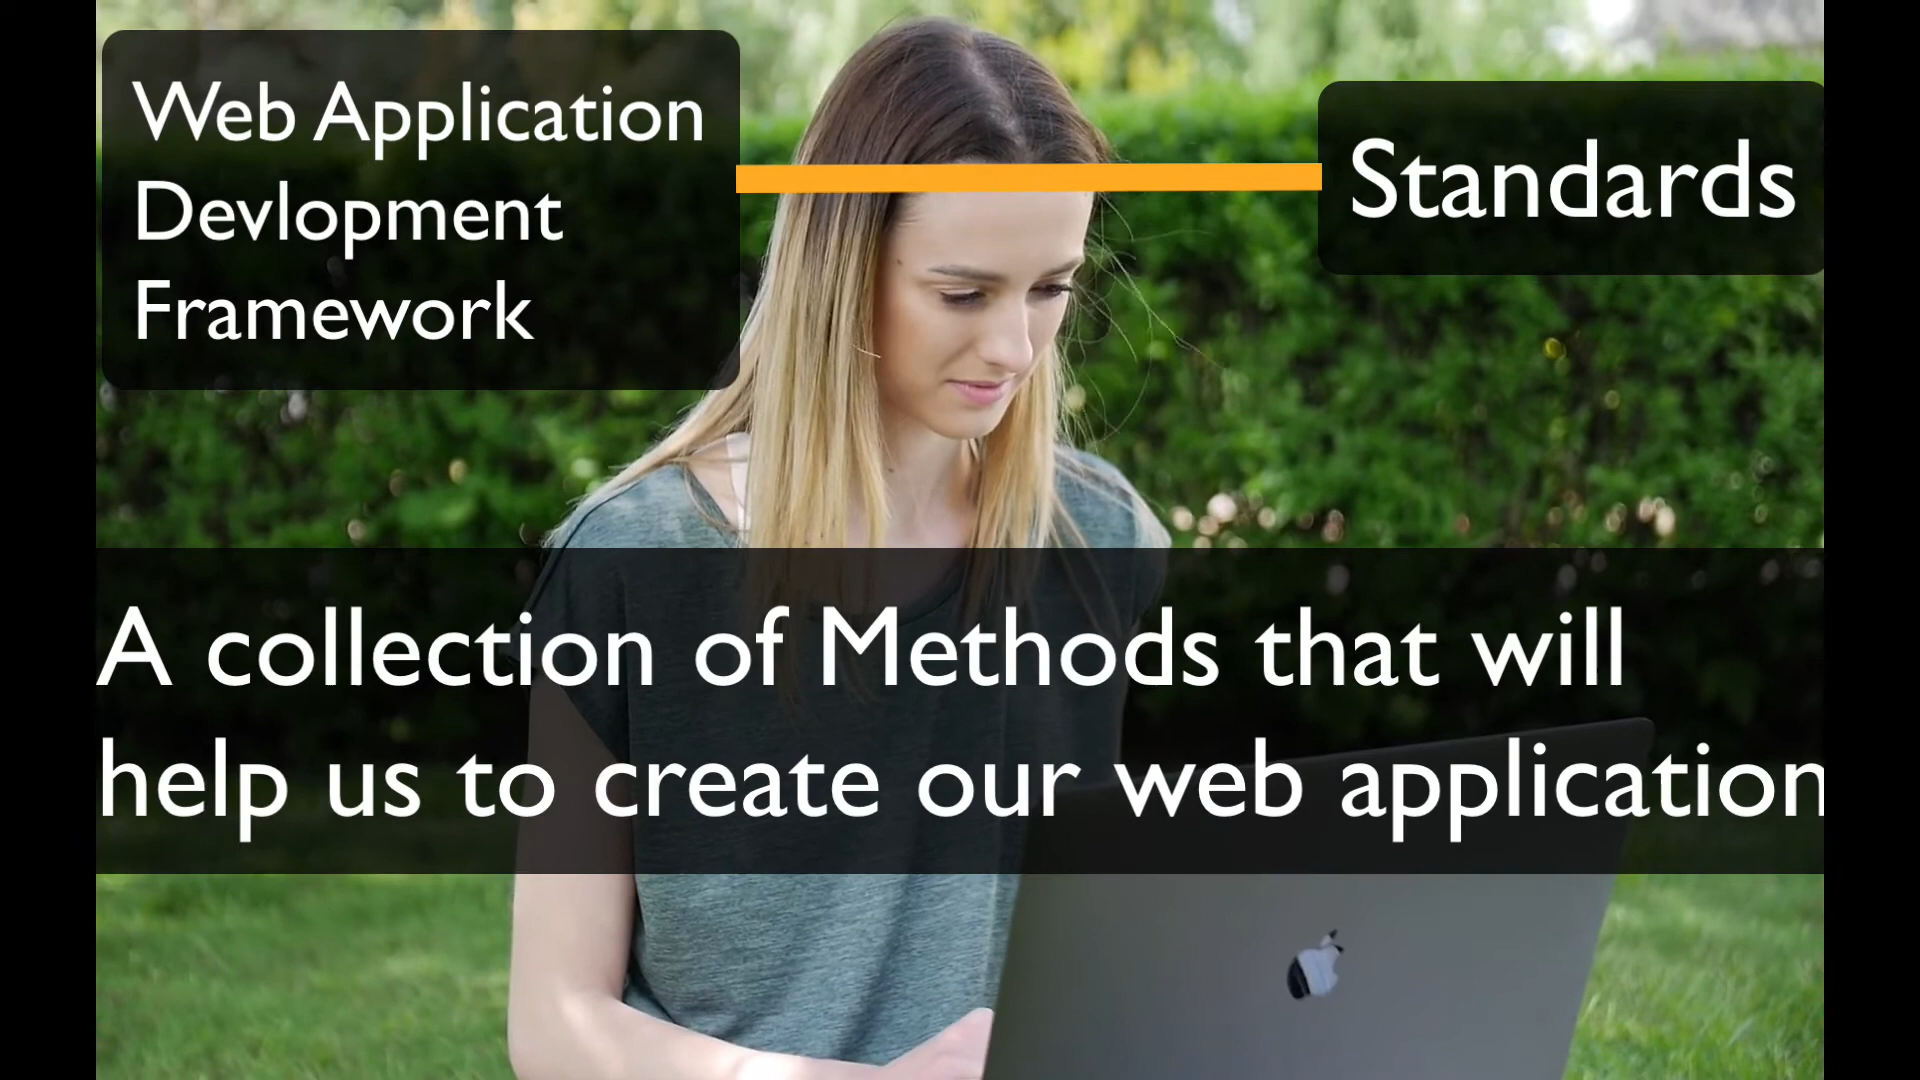 Web Application
Devlopment
Framework
Standards
A collection of Methods that will
help us to create our web application